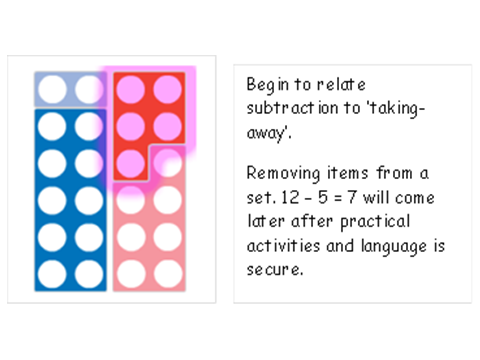 Begin to relate
subtraction to 'taking-
away'.
Removing items from a
set. 12 – 5 = 7 will come
later after practical
activities and language is
secure.